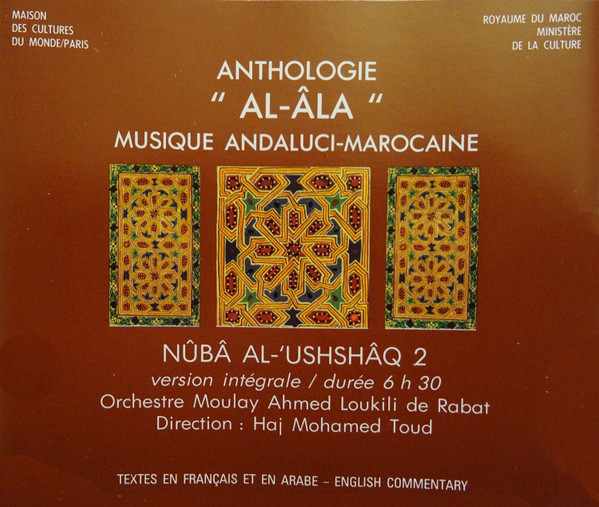 MAISON
DES CULTURES
DU MONDE/PARIS
ROYAUME DU MAROC
MINISTÈRE
DE LA CULTURE
ANTHOLOGIE
“ AL-ÂLA “
MUSIQUE ANDALUCI-MAROCAINE
NÛBÂ AL-‘USHSHÂQ 2
version intégrale / durée 6 h 30
Orchestre Moulay Ahmed Loukili de Rabat
Direction : Haj Mohamed Toud
TEXTES EN FRANÇAIS ET EN ARABE – ENGLISH COMMENTARY